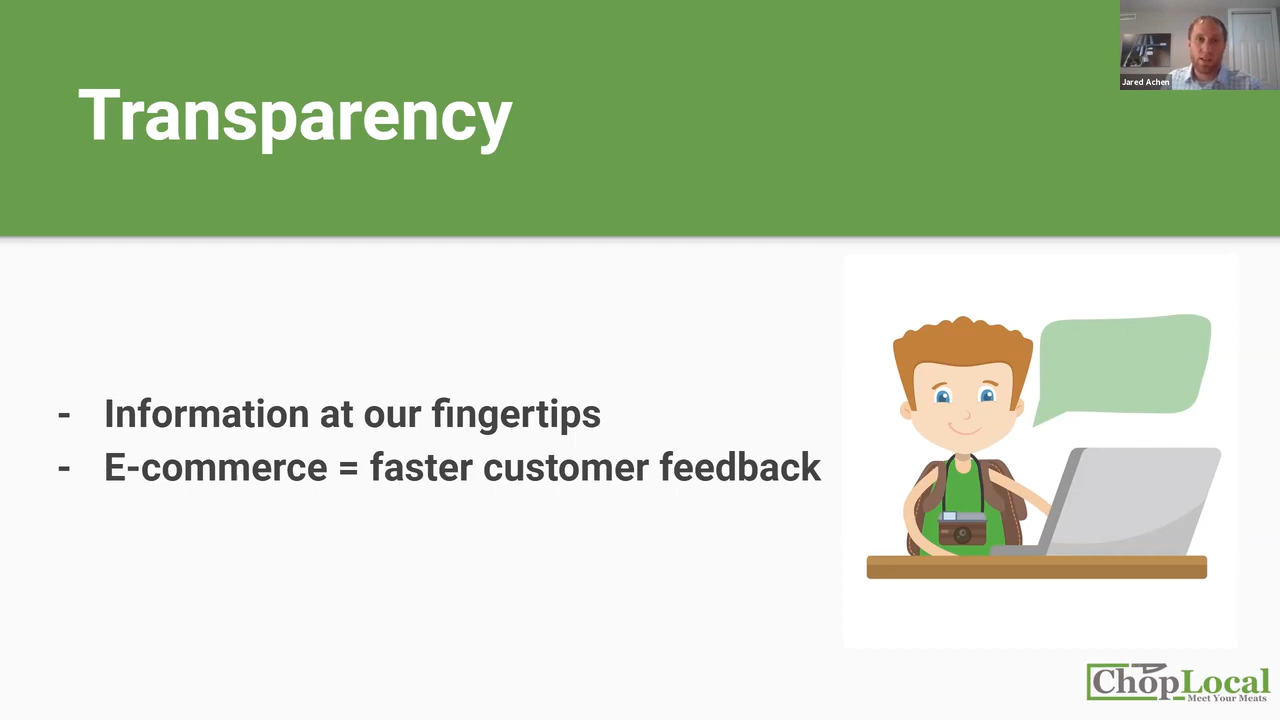 Jared Achen
Transparency
- Information at our fingertips
- E-commerce = faster customer feedback
ChopLocal
Meet Your Meats